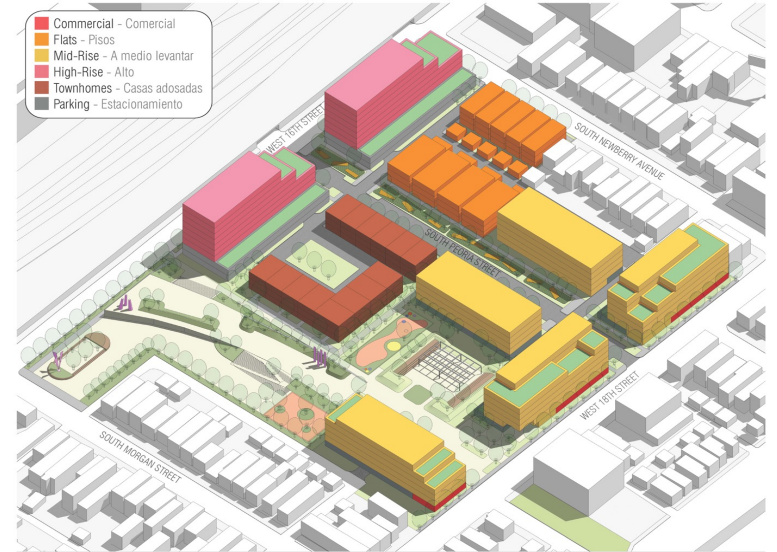 Commercial - Comercial
Flats - Pisos
Mid-Rise - A medio levantar
High-Rise - Alto
Townhomes - Casas adosadas
Parking - Estacionamiento
WEST 16TH STREET
SOUTH NEWBERRY AVENUE
SOUTH PEORIA STREET
WEST 18TH STREET
SOUTH MORGAN STREET